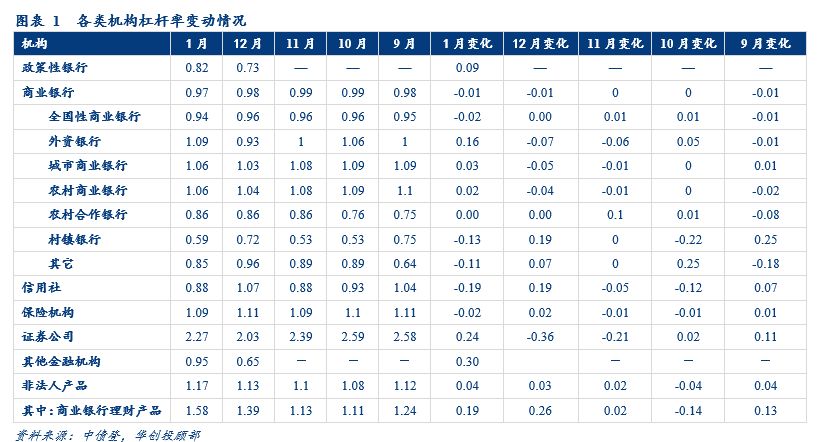 图表 1 各类机构杠杆率变动情况
机构 1月 12月 11月 10月 9月 1月变化 12月变化 11月变化 10月变化 9月变化
政策性银行 0.82 0.73 — — — 0.09 — — — —
商业银行 0.97 0.98 0.99 0.99 0.98 -0.01 -0.01 0 0 -0.01
全国性商业银行 0.94 0.96 0.96 0.96 0.95 -0.02 0.00 0.01 0.01 -0.01
外资银行 1.09 0.93 1 1.06 1 0.16 -0.07 -0.06 0.05 -0.01
城市商业银行 1.06 1.03 1.08 1.09 1.09 0.03 -0.05 -0.01 0 0.01
农村商业银行 1.06 1.04 1.08 1.09 1.1 0.02 -0.04 -0.01 0 -0.02
农村合作银行 0.86 0.86 0.86 0.76 0.75 0.00 0.00 0.1 0.01 -0.08
村镇银行 0.59 0.72 0.53 0.53 0.75 -0.13 0.19 0 -0.22 0.25
其它 0.85 0.96 0.89 0.89 0.64 -0.11 0.07 0 0.25 -0.18
信用社 0.88 1.07 0.88 0.93 1.04 -0.19 0.19 -0.05 -0.12 0.07
保险机构 1.09 1.11 1.09 1.1 1.11 -0.02 0.02 -0.01 -0.01 0.01
证券公司 2.27 2.03 2.39 2.59 2.58 0.24 -0.36 -0.21 0.02 0.11
其他金融机构 0.95 0.65 — — — 0.30 — — —
非法人产品 1.17 1.13 1.1 1.08 1.12 0.04 0.03 0.02 -0.04 0.04
其中:商业银行理财产品 1.58 1.39 1.13 1.11 1.24 0.19 0.26 0.02 -0.14 0.13
资料来源：中债登，华创投顾部